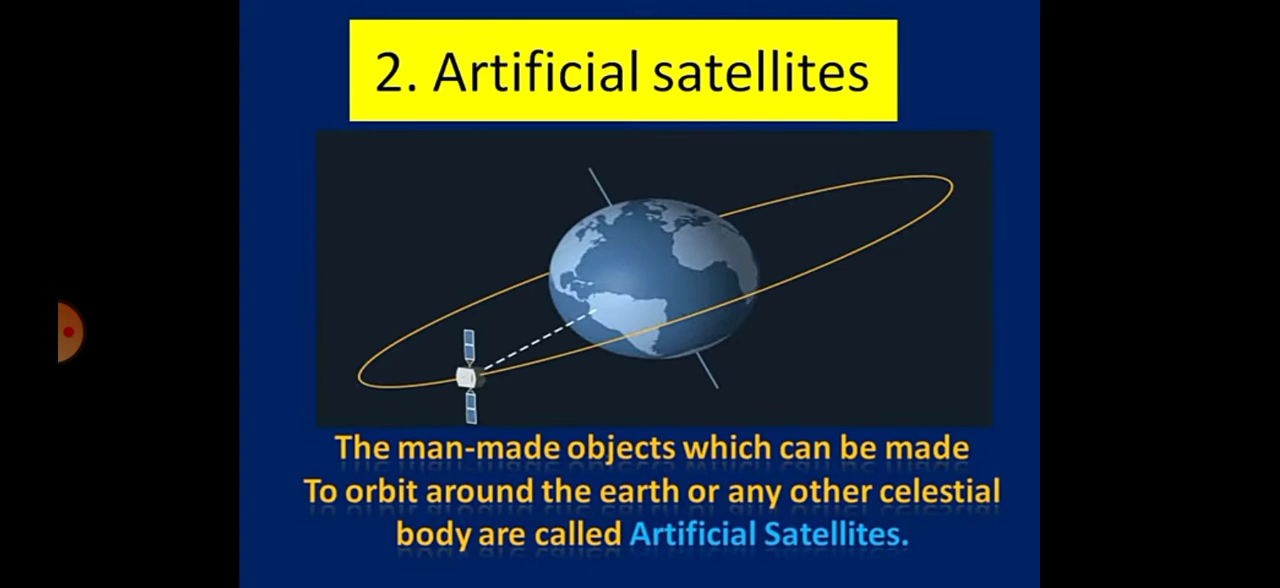 2. Artificial satellites
The man-made objects which can be made
To orbit around the earth or any other celestial
body are called Artificial Satellites.